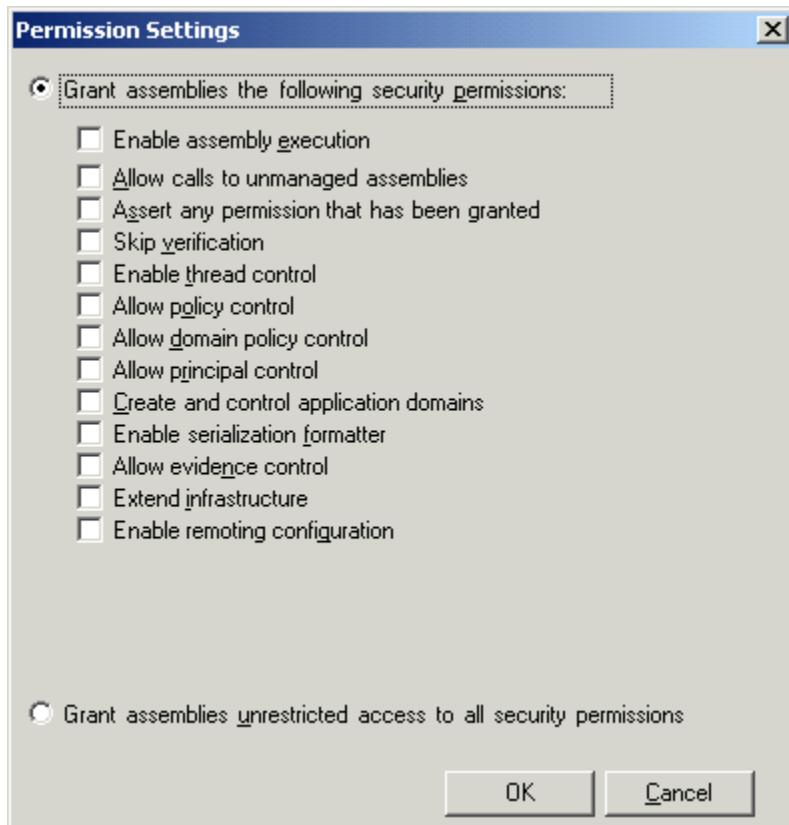 Permission Settings
Grant assemblies the following security permissions:
Enable assembly execution
Allow calls to unmanaged assemblies
Assert any permission that has been granted
Skip verification
Enable thread control
Allow policy control
Allow domain policy control
Allow principal control
Create and control application domains
Enable serialization formatter
Allow evidence control
Extend infrastructure
Enable remoting configuration
Grant assemblies unrestricted access to all security permissions
OK Cancel